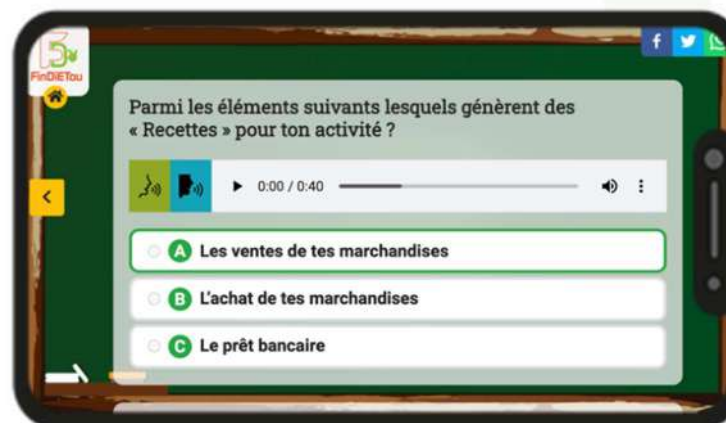 FinDiETou
Parmi les éléments suivants lesquels génèrent des
« Recettes » pour ton activité ?
0:00 / 0:40
A Les ventes de tes marchandises
B L'achat de tes marchandises
C Le prêt bancaire